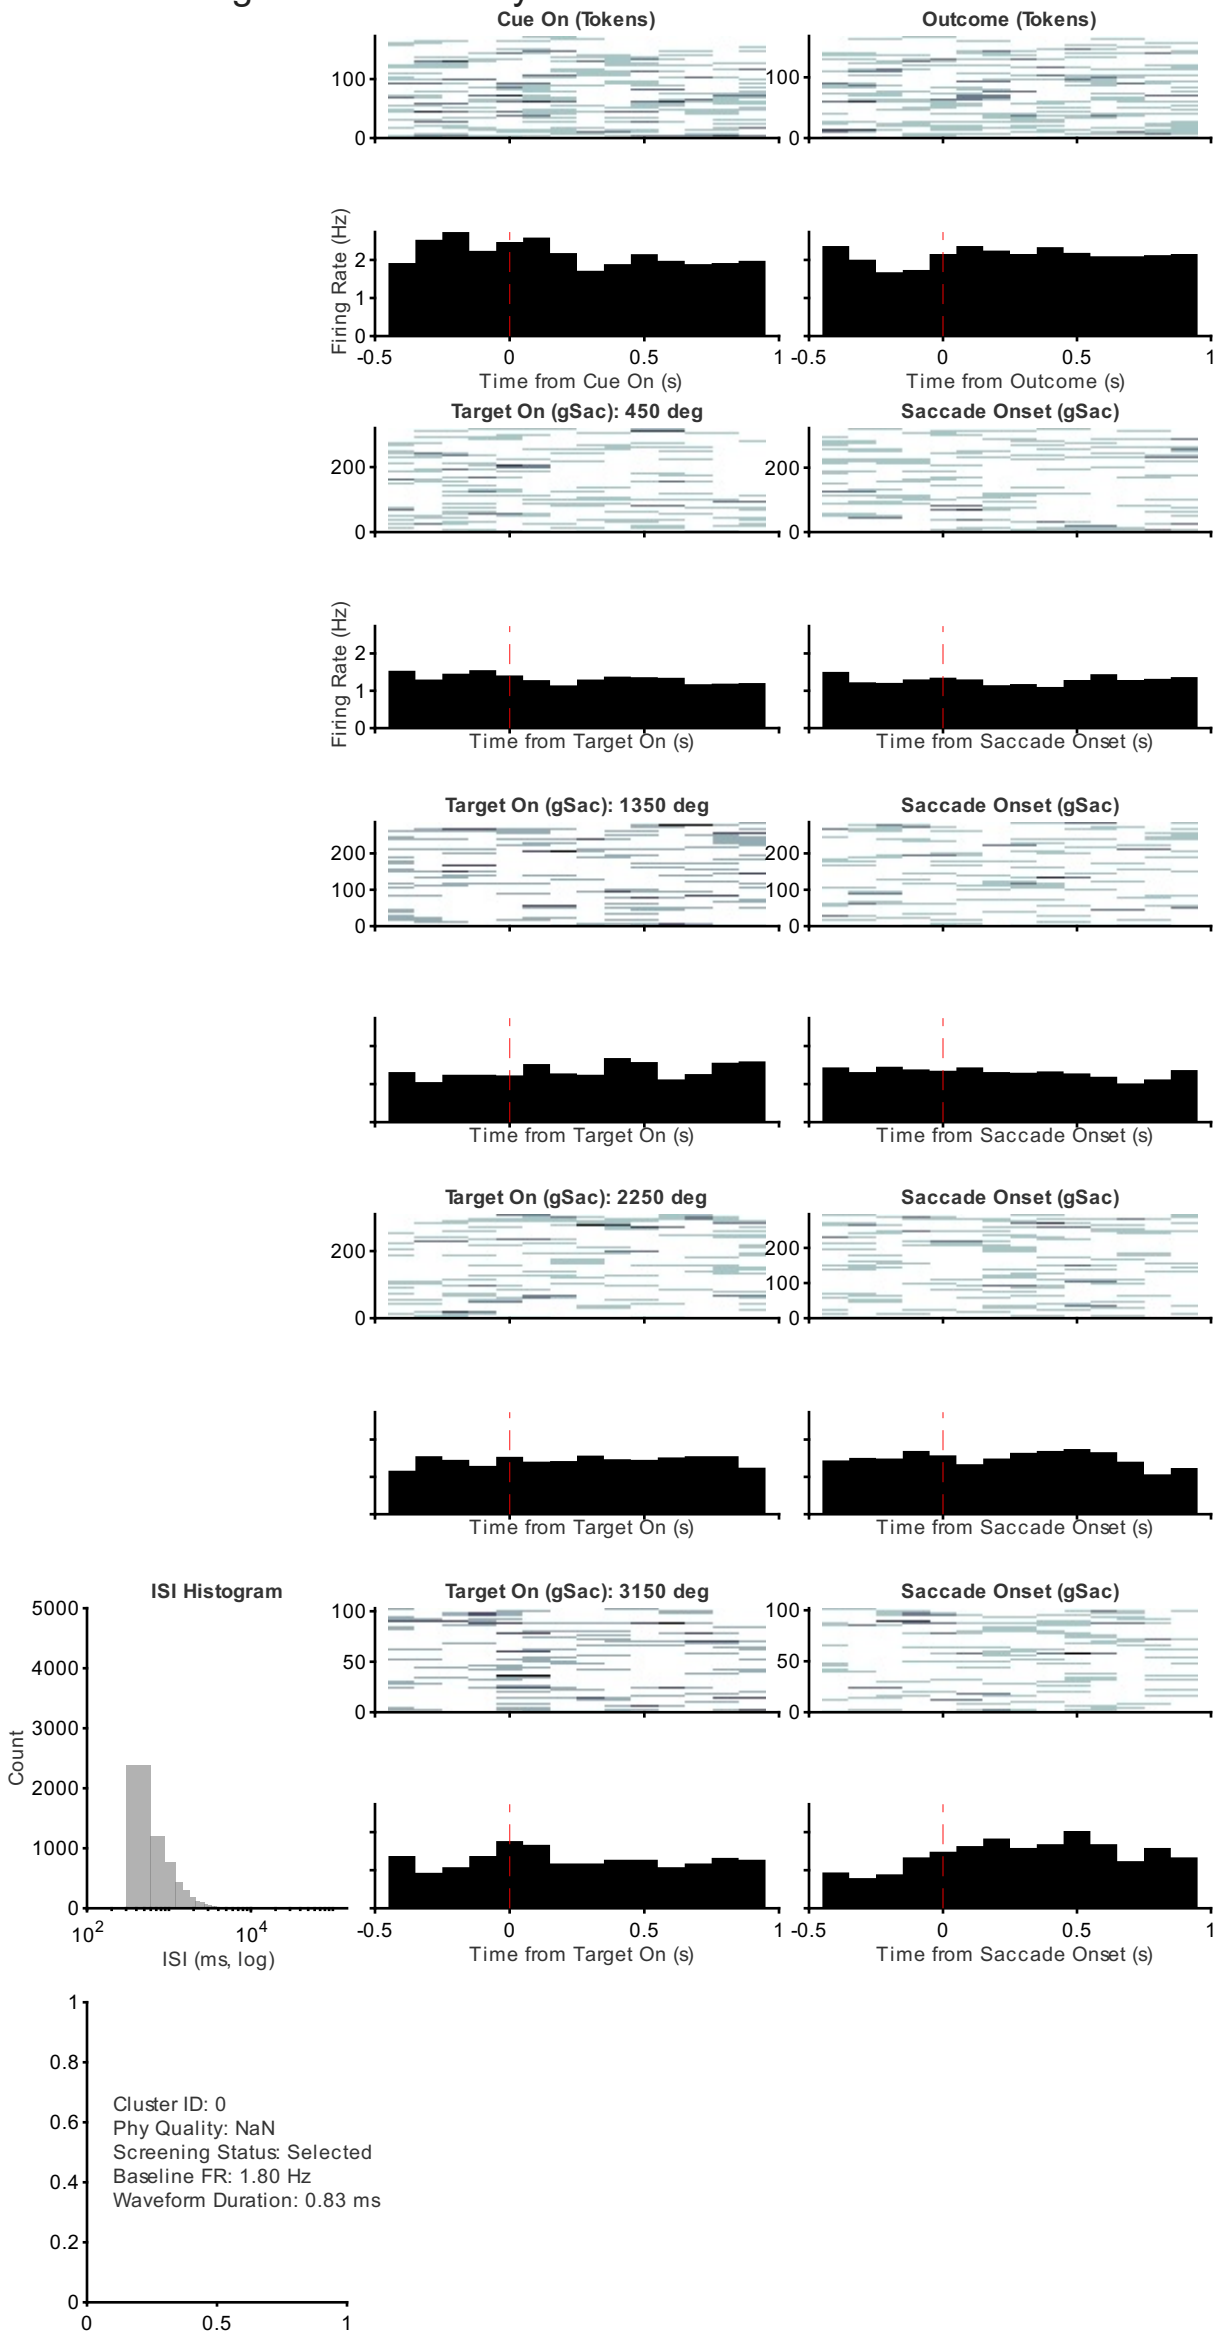 Cue On (Tokens)
Outcome (Tokens)
100
0
100
0
Firing Rate (Hz)
2
1
0
-0.5 0 0.5 1
-0.5 0 0.5 1
Time from Cue On (s)
Time from Outcome (s)
Target On (gSac): 450 deg
Saccade Onset (gSac)
200
0
200
0
Firing Rate (Hz)
2
1
0
Time from Target On (s)
Time from Saccade Onset (s)
Target On (gSac): 1350 deg
Saccade Onset (gSac)
200
100
0
200
100
0
Time from Target On (s)
Time from Saccade Onset (s)
Target On (gSac): 2250 deg
Saccade Onset (gSac)
200
0
200
100
0
Time from Target On (s)
Time from Saccade Onset (s)
ISI Histogram
Target On (gSac): 3150 deg
Saccade Onset (gSac)
5000
4000
3000
2000
1000
0
Count
10^2 10^4
ISI (ms, log)
100
50
0
100
50
0
-0.5 0 0.5 1
-0.5 0 0.5 1
Time from Target On (s)
Time from Saccade Onset (s)
1
0.8
0.6
0.4
0.2
0
Cluster ID: 0
Phy Quality: NaN
Screening Status: Selected
Baseline FR: 1.80 Hz
Waveform Duration: 0.83 ms
0 0.5 1